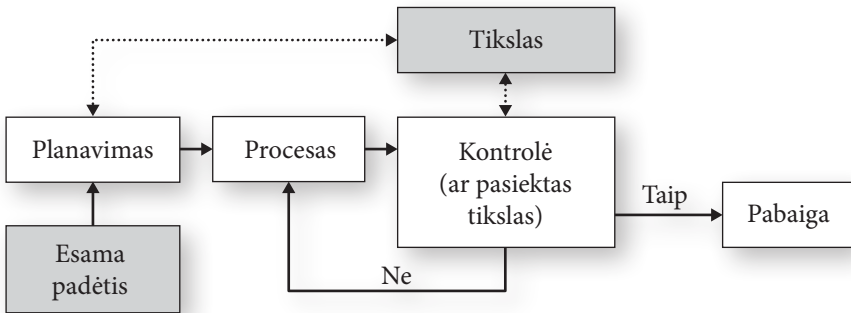 Tikslas
Planavimas
Procesas
Kontrolė
(ar pasiektas
tikslas)
Taip
Pabaiga
Esama
padėtis
Ne